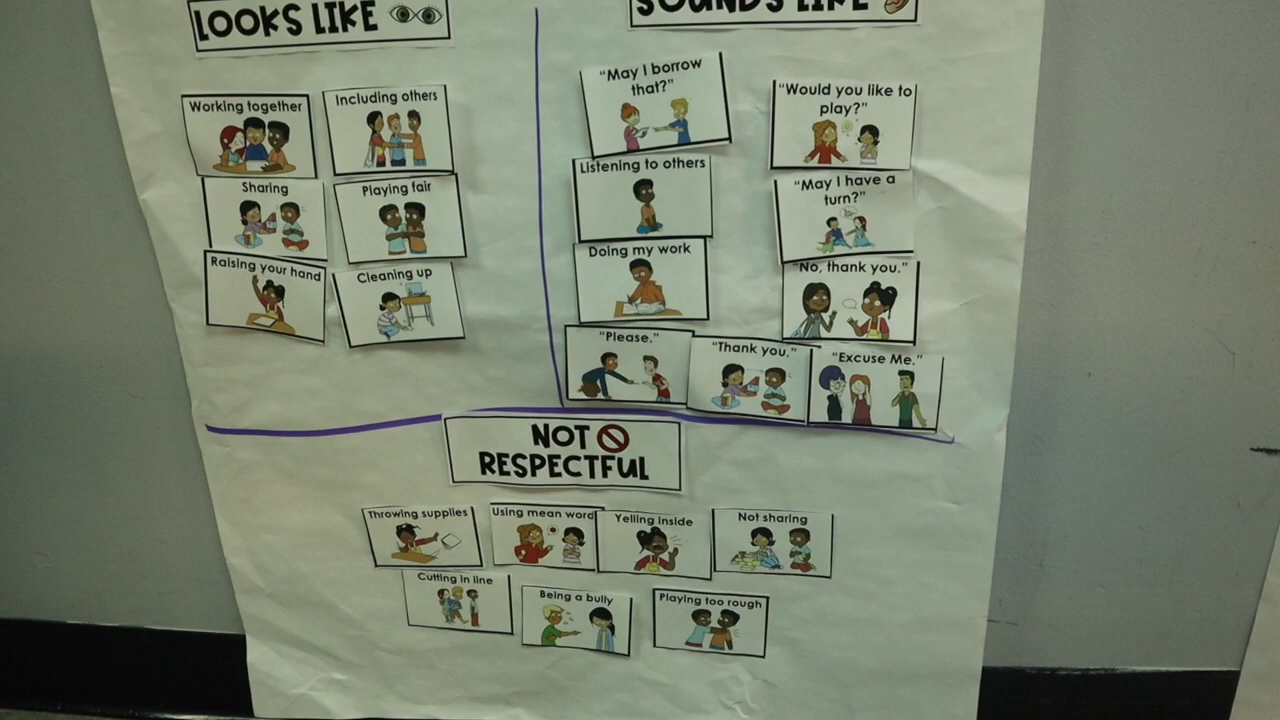 LOOKS LIKE
SOUNDS LIKE
Working together
Including others
Sharing
Playing fair
Raising your hand
Cleaning up
"May I borrow
that?"
"Would you like to
play?"
Listening to others
"May I have a
turn?"
Doing my work
"No, thank you."
"Please."
"Thank you."
"Excuse Me."
NOT
RESPECTFUL
Throwing supplies
Using mean word
Yelling inside
Not sharing
Cutting in line
Being a bully
Playing too rough